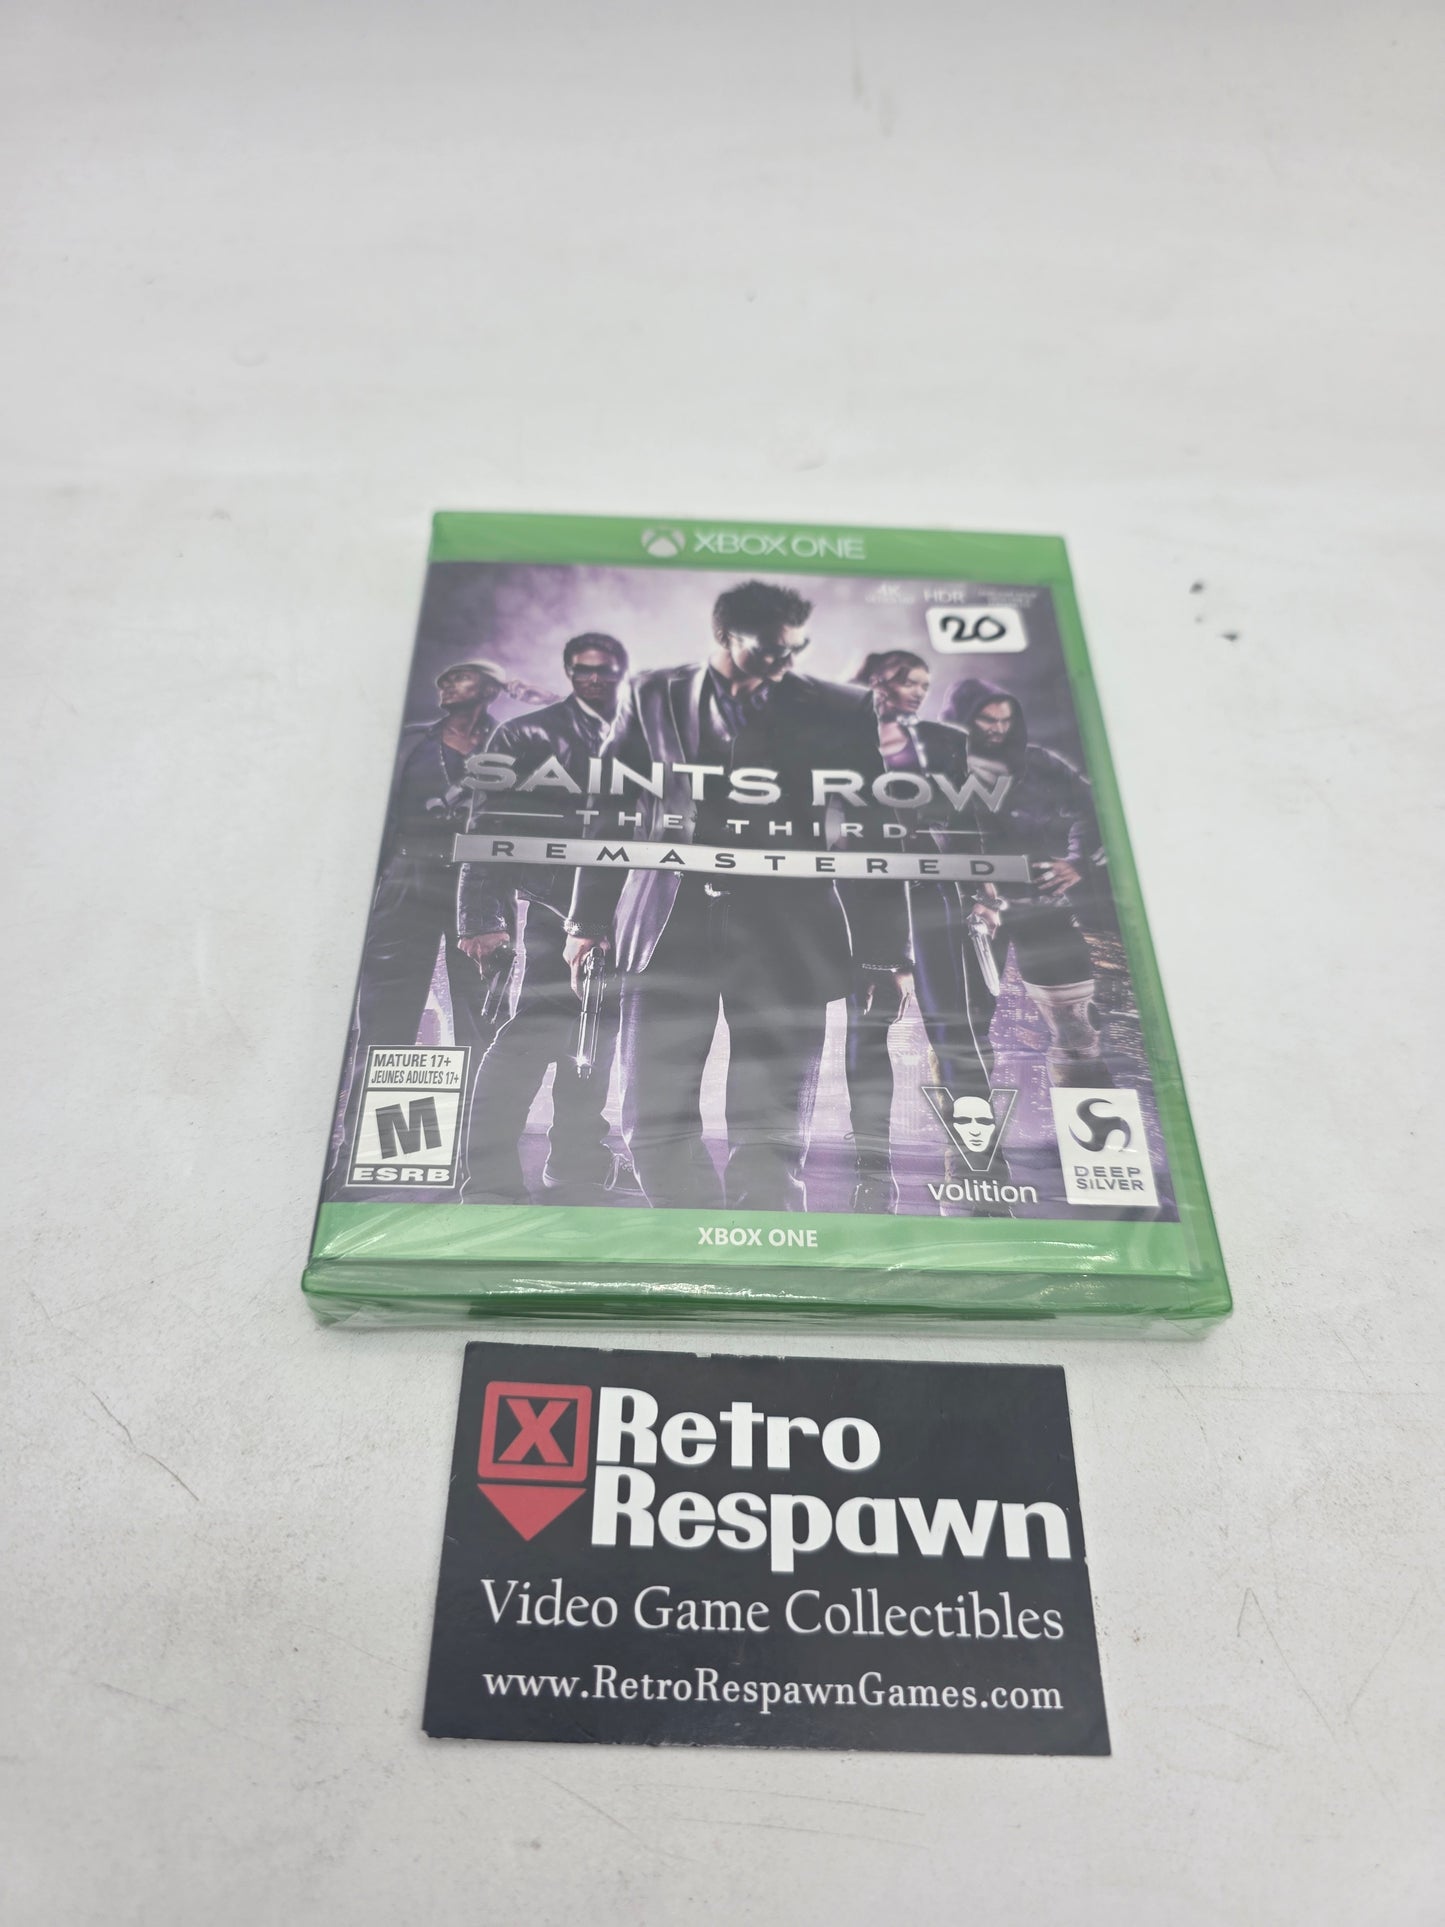 XBOX ONE
4K
HDR
20
SAINTS ROW
THE THIRD
REMASTERED
MATURE 17+
JEUNES ADULTES 17+
M
ESRB
volition
DEEP
SILVER
XBOX ONE
X
Retro
Respawn
Video Game Collectibles
www.RetroRespawnGames.com